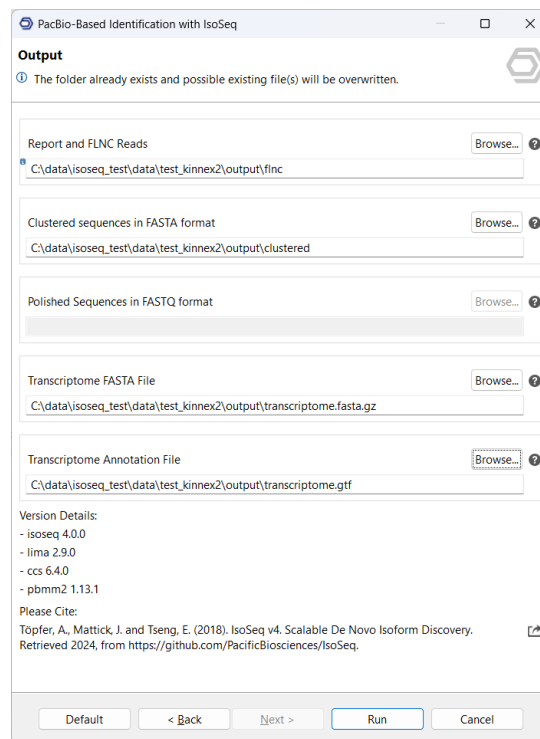 PacBio-Based Identification with IsoSeq
Output
The folder already exists and possible existing file(s) will be overwritten.
Report and FLNC Reads
Browse...
C:\data\isoseq_test\data\test_kinnex2\output\flnc
Clustered sequences in FASTA format
Browse...
C:\data\isoseq_test\data\test_kinnex2\output\clustered
Polished Sequences in FASTQ format
Browse...
Transcriptome FASTA File
Browse...
C:\data\isoseq_test\data\test_kinnex2\output\transcriptome.fasta.gz
Transcriptome Annotation File
Browse...
C:\data\isoseq_test\data\test_kinnex2\output\transcriptome.gtf
Version Details:
- isoseq 4.0.0
- lima 2.9.0
- ccs 6.4.0
- pbmm2 1.13.1
Please Cite:
Töpfer, A., Mattick, J. and Tseng, E. (2018). IsoSeq v4. Scalable De Novo Isoform Discovery.
Retrieved 2024, from https://github.com/PacificBiosciences/IsoSeq.
Default
< Back
Next >
Run
Cancel